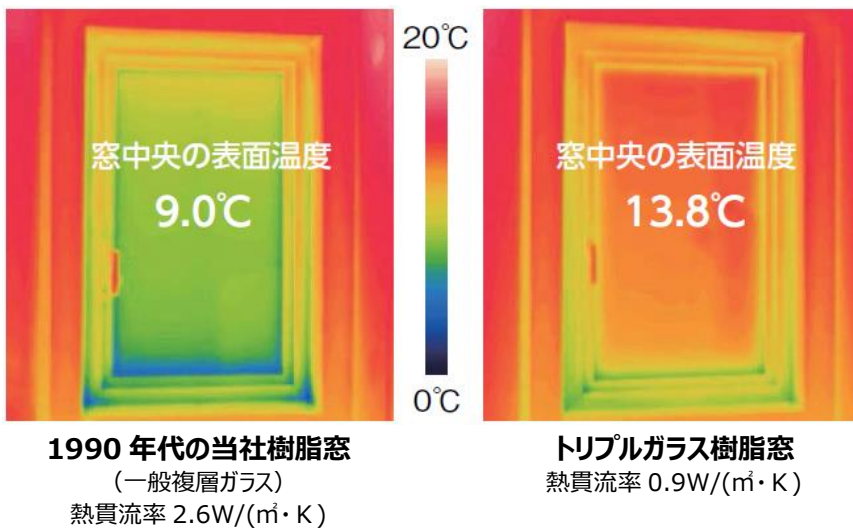 窓中央の表面温度
9.0℃
20℃
0℃
窓中央の表面温度
13.8℃
1990 年代の当社樹脂窓
（一般複層ガラス）
熱貫流率 2.6W/(㎡・K)
トリプルガラス樹脂窓
熱貫流率 0.9W/(㎡・K)